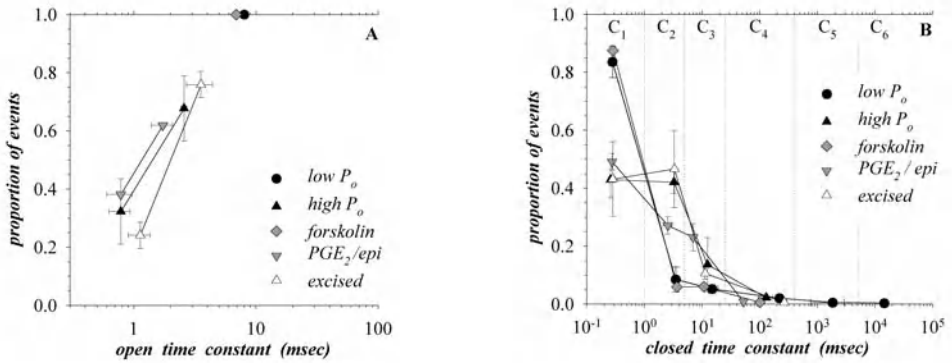 A
proportion of events
1.0
0.8
0.6
0.4
0.2
0.0
low Po
high Po
forskolin
PGE2/epi
excised
1
10
100
open time constant (msec)
B
C1 C2 C3 C4 C5 C6
proportion of events
1.0
0.8
0.6
0.4
0.2
0.0
low Po
high Po
forskolin
PGE2/epi
excised
10-1 100 101 102 103 104 105
closed time constant (msec)